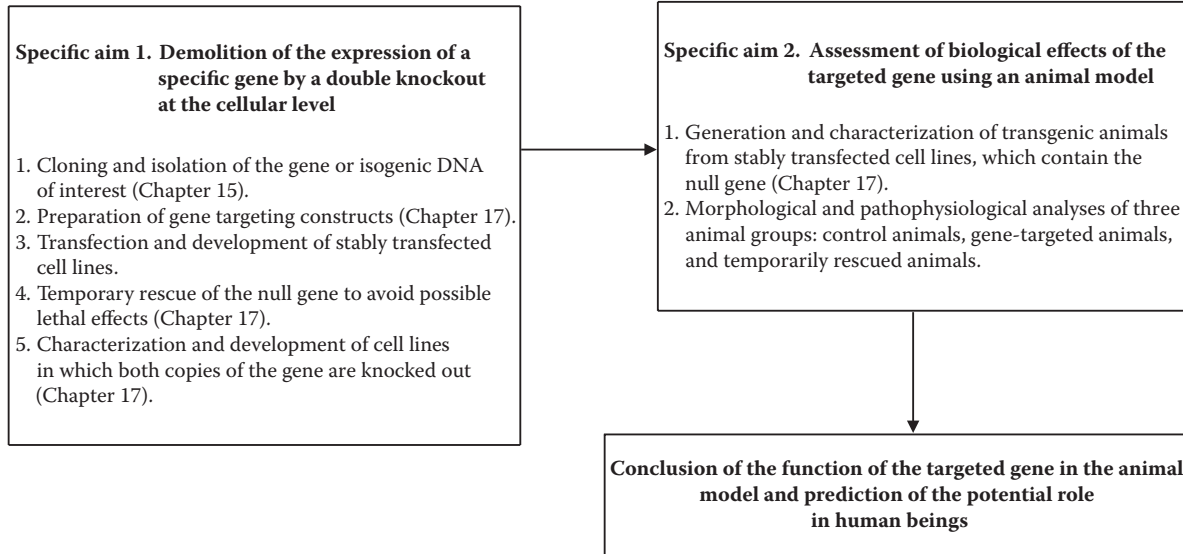 Specific aim 1. Demolition of the expression of a
specific gene by a double knockout
at the cellular level
1. Cloning and isolation of the gene or isogenic DNA
of interest (Chapter 15).
2. Preparation of gene targeting constructs (Chapter 17).
3. Transfection and development of stably transfected
cell lines.
4. Temporary rescue of the null gene to avoid possible
lethal effects (Chapter 17).
5. Characterization and development of cell lines
in which both copies of the gene are knocked out
(Chapter 17).
Specific aim 2. Assessment of biological effects of the
targeted gene using an animal model
1. Generation and characterization of transgenic animals
from stably transfected cell lines, which contain the
null gene (Chapter 17).
2. Morphological and pathophysiological analyses of three
animal groups: control animals, gene-targeted animals,
and temporarily rescued animals.
Conclusion of the function of the targeted gene in the animal
model and prediction of the potential role
in human beings